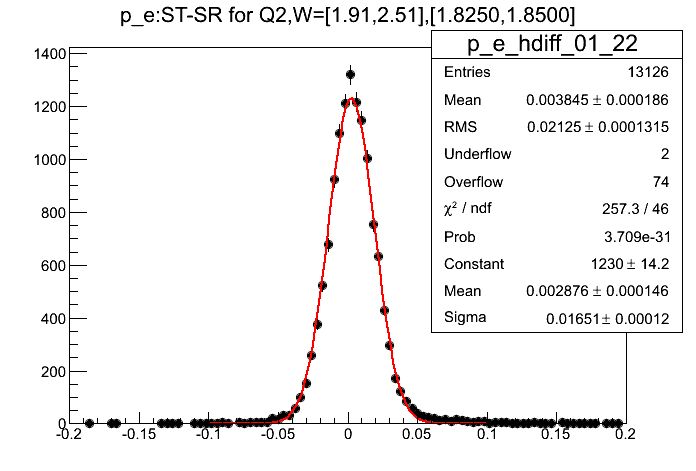 p_e:ST-SR for Q2,W=[1.91,2.51],[1.8250,1.8500]
p_e_hdiff_01_22
Entries 13126
Mean 0.003845 ± 0.000186
RMS 0.02125 ± 0.0001315
Underflow 2
Overflow 74
χ² / ndf 257.3 / 46
Prob 3.709e-31
Constant 1230 ± 14.2
Mean 0.002876 ± 0.000146
Sigma 0.01651 ± 0.00012
1400
1200
1000
800
600
400
200
0
-0.2 -0.15 -0.1 -0.05 0 0.05 0.1 0.15 0.2